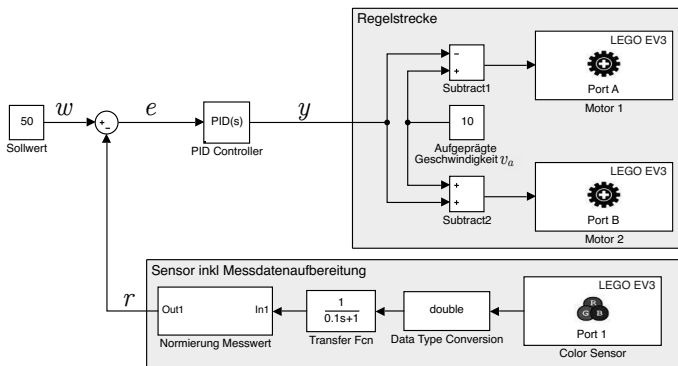 Regelstrecke
LEGO EV3
Port A
Motor 1
−
+
Subtract1
50
Sollwert
w
+
−
e
PID(s)
PID Controller
y
10
Aufgeprägte
Geschwindigkeit v_a
+
+
Subtract2
LEGO EV3
Port B
Motor 2
Sensor inkl Messdatenaufbereitung
r
Out1
In1
Normierung Messwert
1
0.1s+1
Transfer Fcn
double
Data Type Conversion
LEGO EV3
R
G B
Port 1
Color Sensor